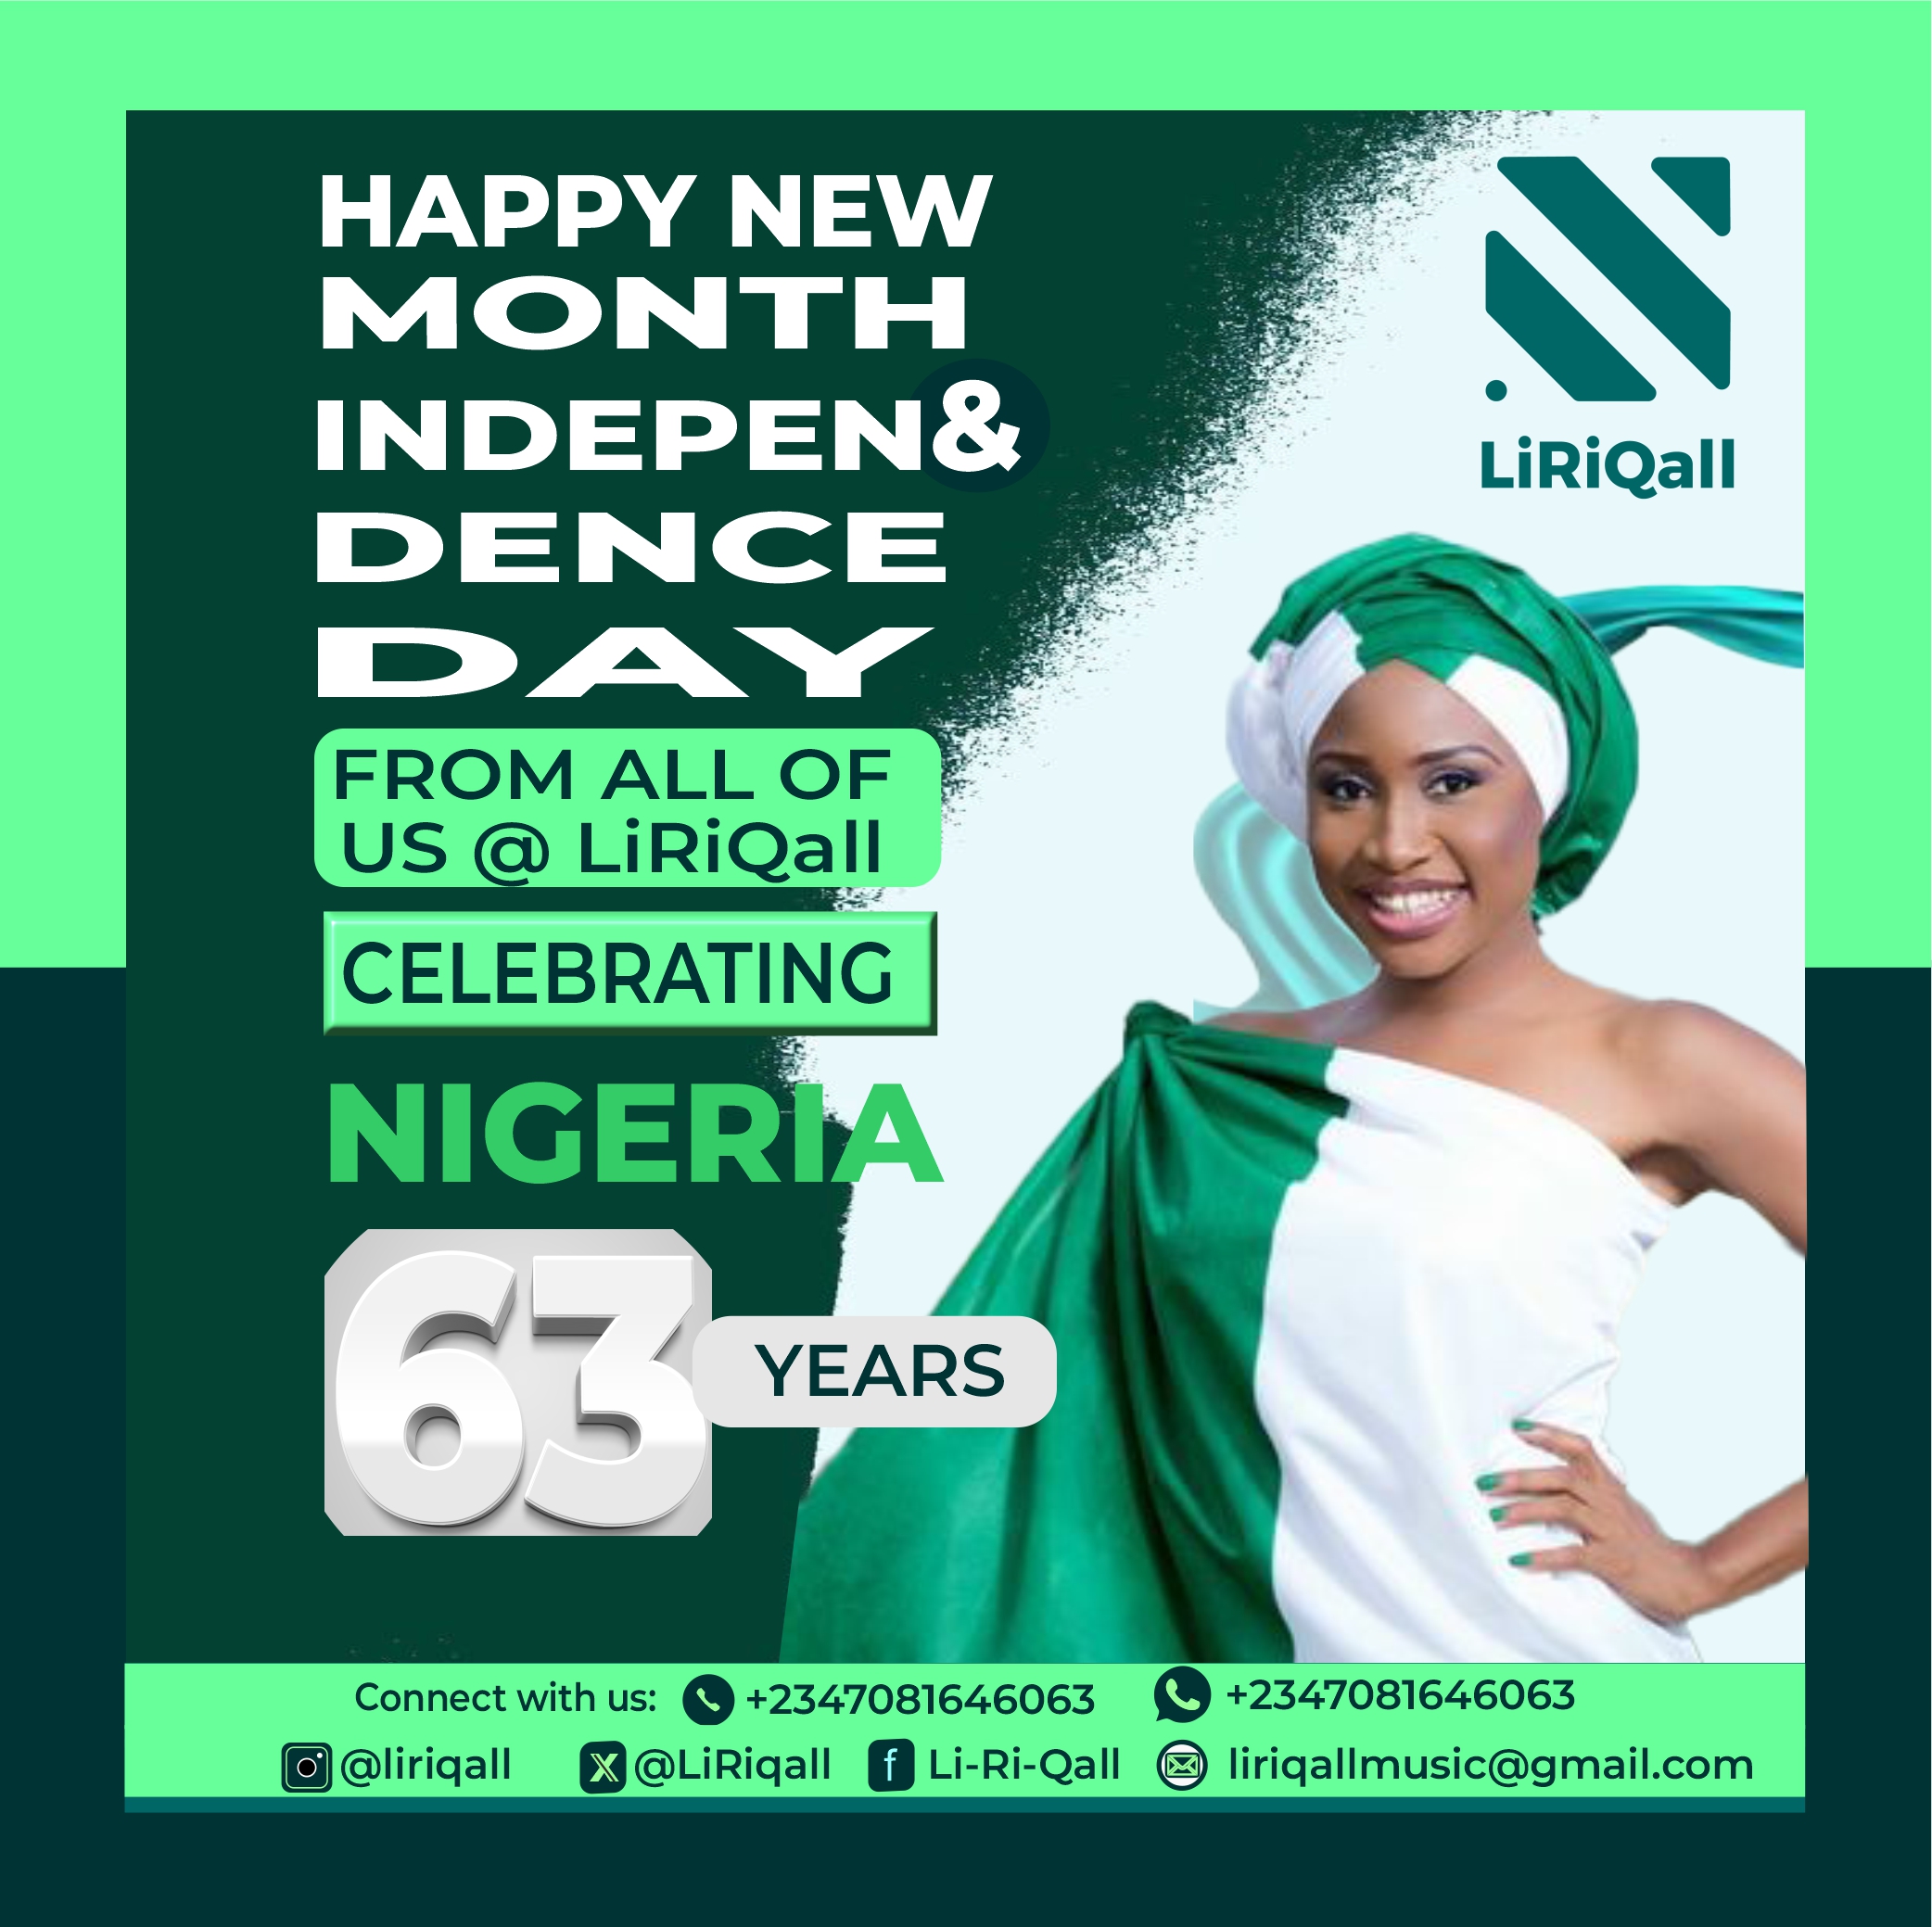 HAPPY NEW
MONTH
INDEPEN&
DENCE
DAY
FROM ALL OF
US @ LiRiQall
CELEBRATING
NIGERIA
63 YEARS
LiRiQall
Connect with us: +2347081646063 +2347081646063
@liriqall @LiRiqall Li-Ri-Qall liriqallmusic@gmail.com